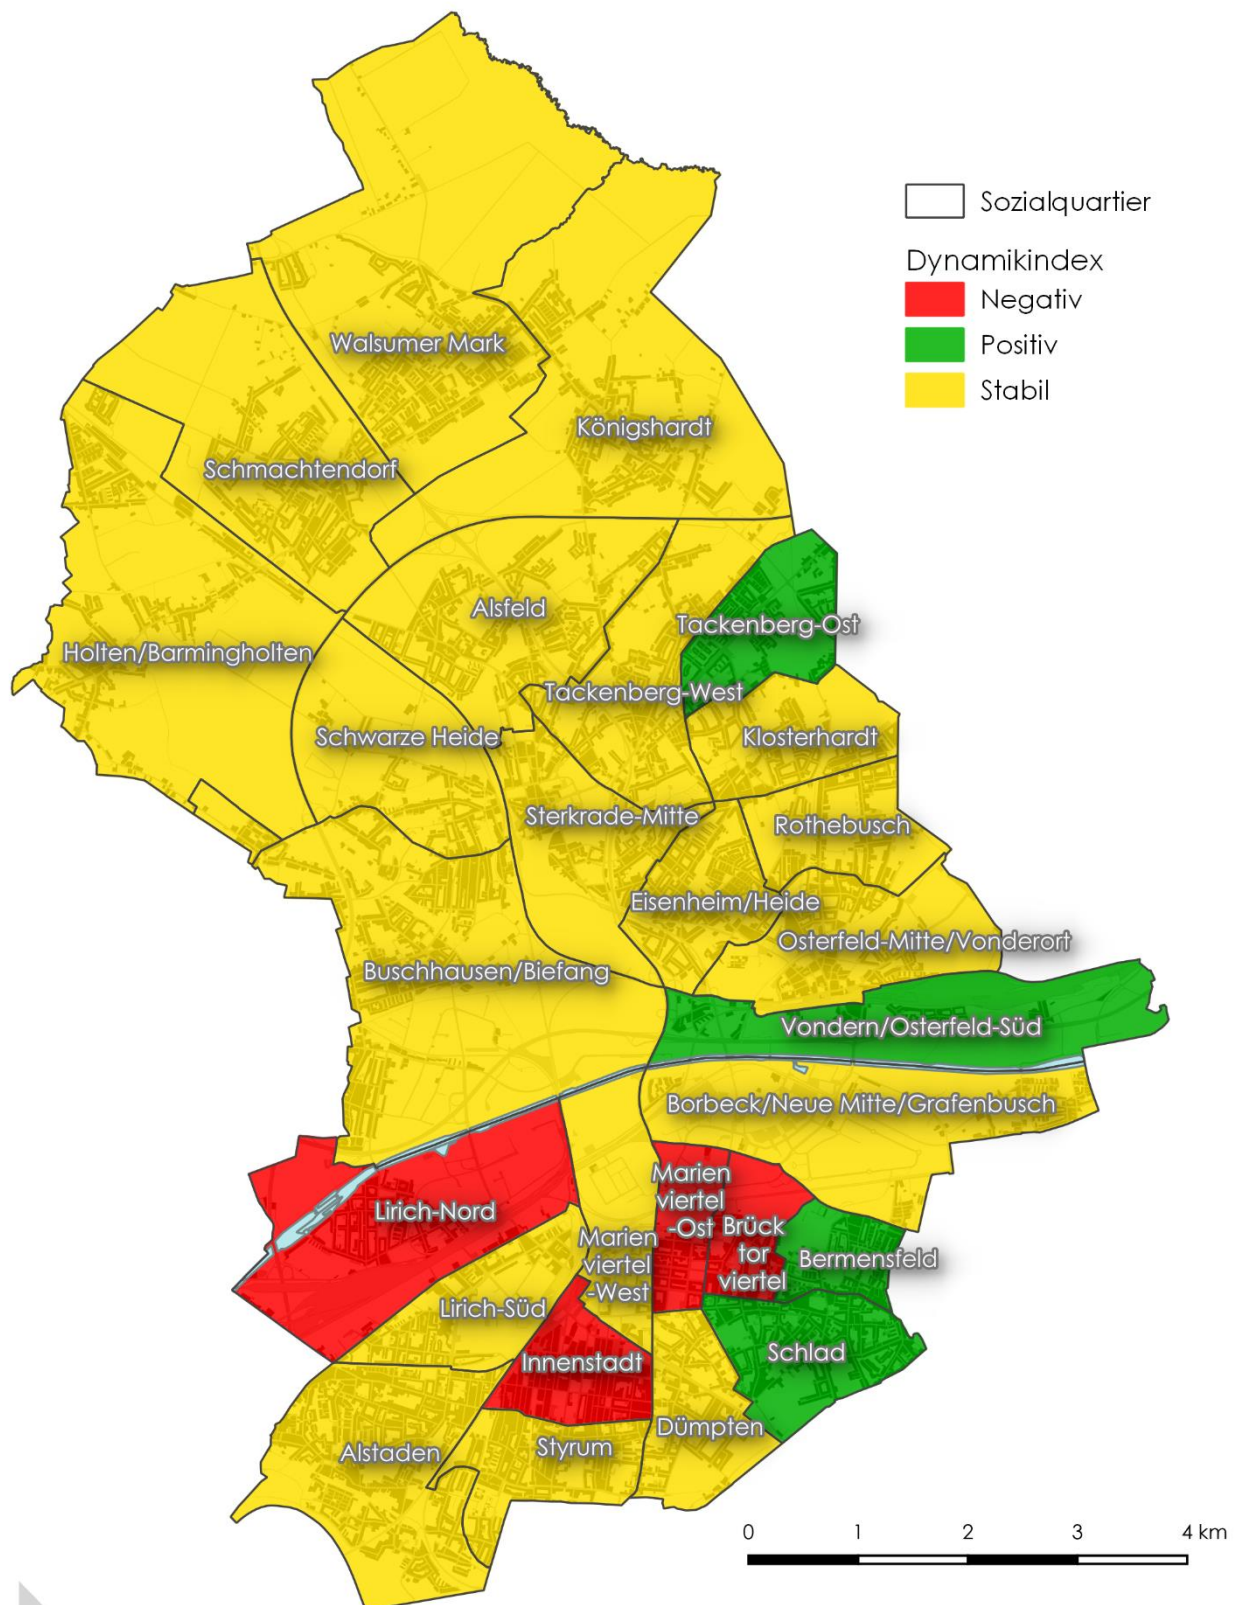 Sozialquartier
Dynamikindex
Negativ
Positiv
Stabil
Walsumer Mark
Königshardt
Schmachtendorf
Alsfeld
Tackenberg-Ost
Holten/Barmingholten
Tackenberg-West
Schwarze Heide
Klosterhardt
Sterkrade-Mitte
Rothebusch
Eisenheim/Heide
Osterfeld-Mitte/Vonderort
Buschhausen/Biefang
Vondern/Osterfeld-Süd
Borbeck/Neue Mitte/Grafenbusch
Marien
viertel
-Ost
Lirich-Nord
Brück
tor
viertel
Marien
viertel
-West
Bermensfeld
Lirich-Süd
Schlad
Innenstadt
Dümpten
Styrum
Alstaden
0 1 2 3 4 km